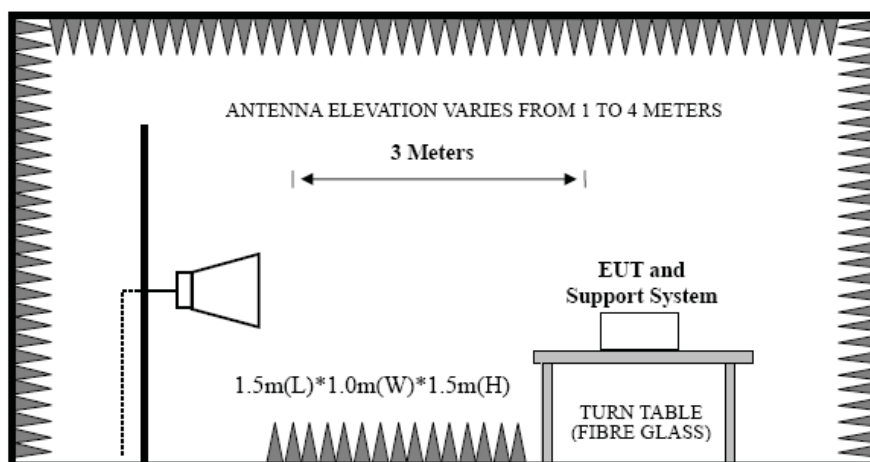 ANTENNA ELEVATION VARIES FROM 1 TO 4 METERS
3 Meters
EUT and
Support System
1.5m(L)*1.0m(W)*1.5m(H)
TURN TABLE
(FIBRE GLASS)